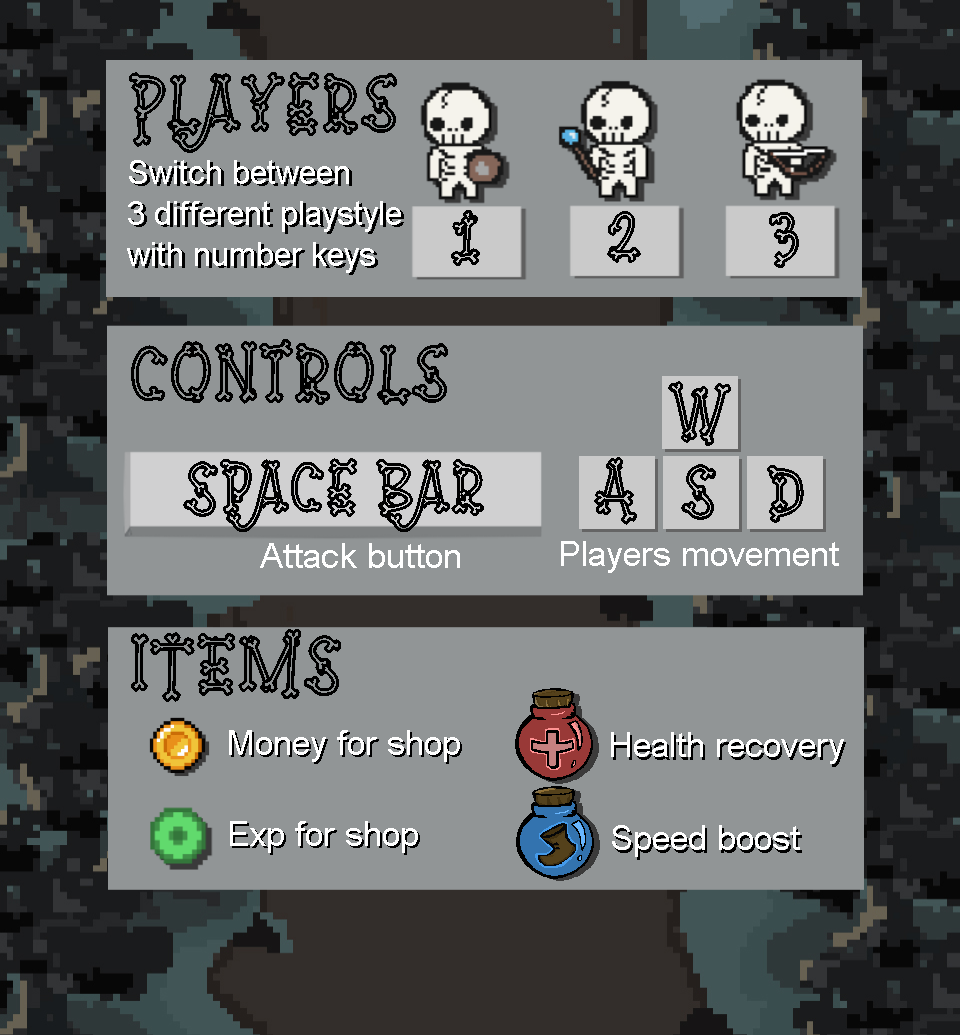 PLAYERS
Switch between
3 different playstyle
with number keys
1 2 3
CONTROLS
W
SPACE BAR A S D
Attack button Players movement
ITEMS
Money for shop Health recovery
Exp for shop Speed boost